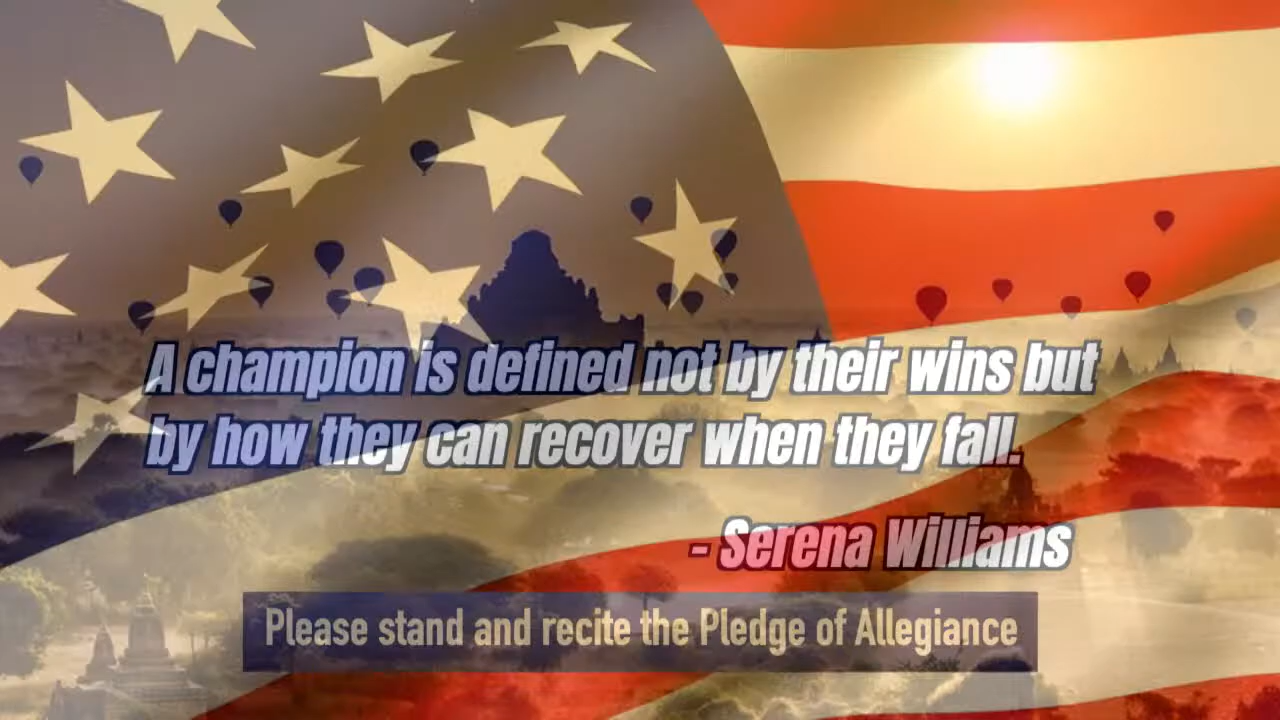 A champion is defined not by their wins but
by how they can recover when they fall.
- Serena Williams
Please stand and recite the Pledge of Allegiance